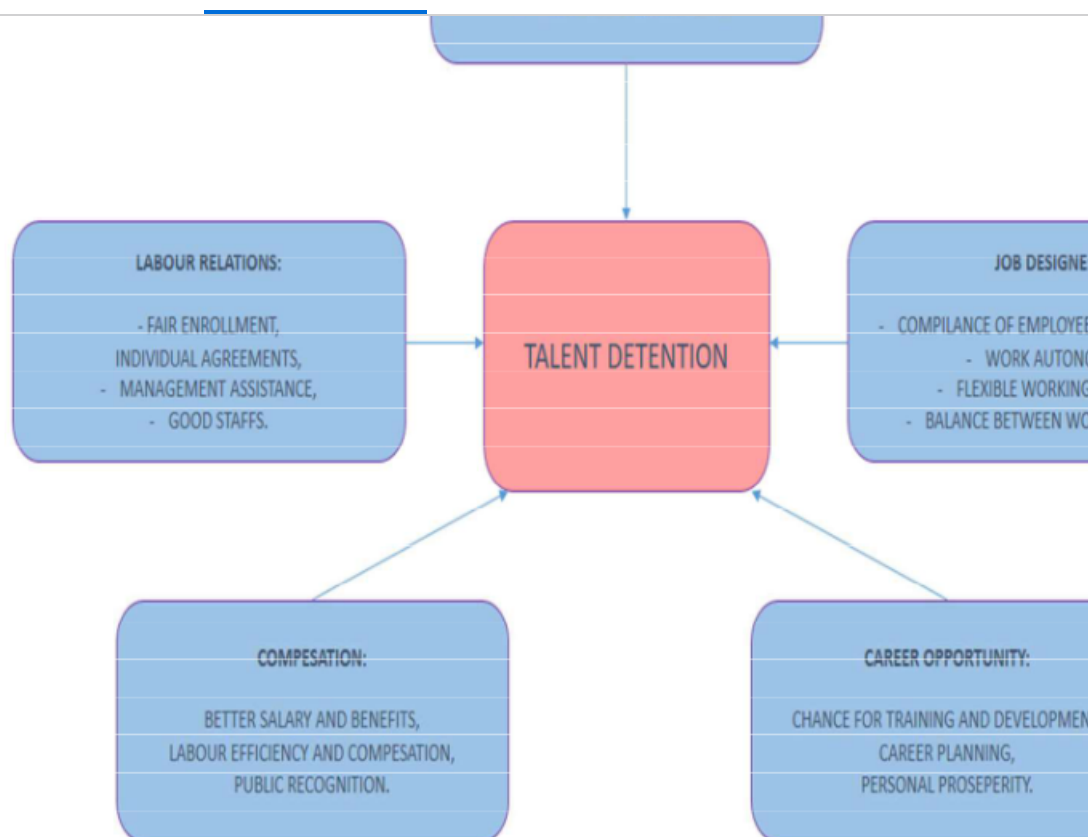 LABOUR RELATIONS:
- FAIR ENROLLMENT,
INDIVIDUAL AGREEMENTS,
- MANAGEMENT ASSISTANCE,
- GOOD STAFFS.
TALENT DETENTION
JOB DESIGNE
- COMPILANCE OF EMPLOYEE
- WORK AUTON
- FLEXIBLE WORKING
- BALANCE BETWEEN WO
COMPESATION:
BETTER SALARY AND BENEFITS,
LABOUR EFFICIENCY AND COMPESATION,
PUBLIC RECOGNITION.
CAREER OPPORTUNITY:
CHANCE FOR TRAINING AND DEVELOPMEN
CAREER PLANNING,
PERSONAL PROSEPERITY.